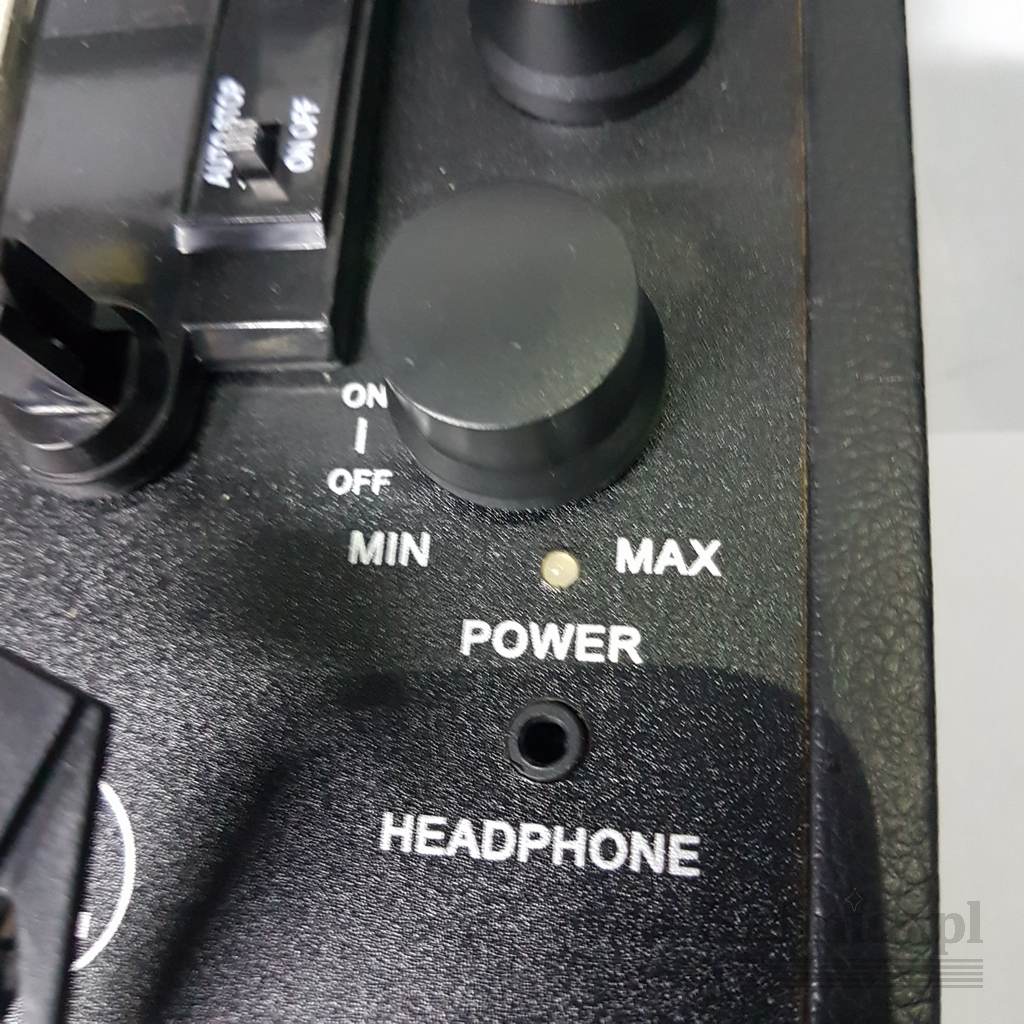 AUTO STOP
ON OFF
ON
OFF
MIN
MAX
POWER
HEADPHONE